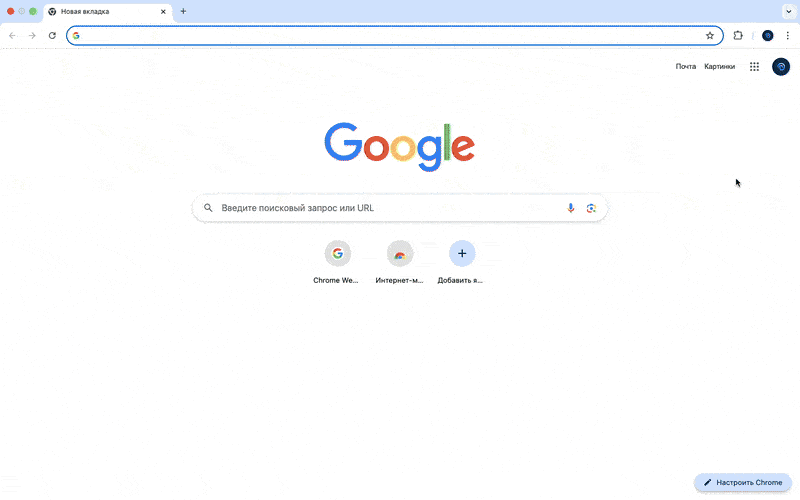 Новая вкладка
Почта Картинки
Google
Введите поисковый запрос или URL
Chrome We... Интернет-м... Добавить я...
Настроить Chrome